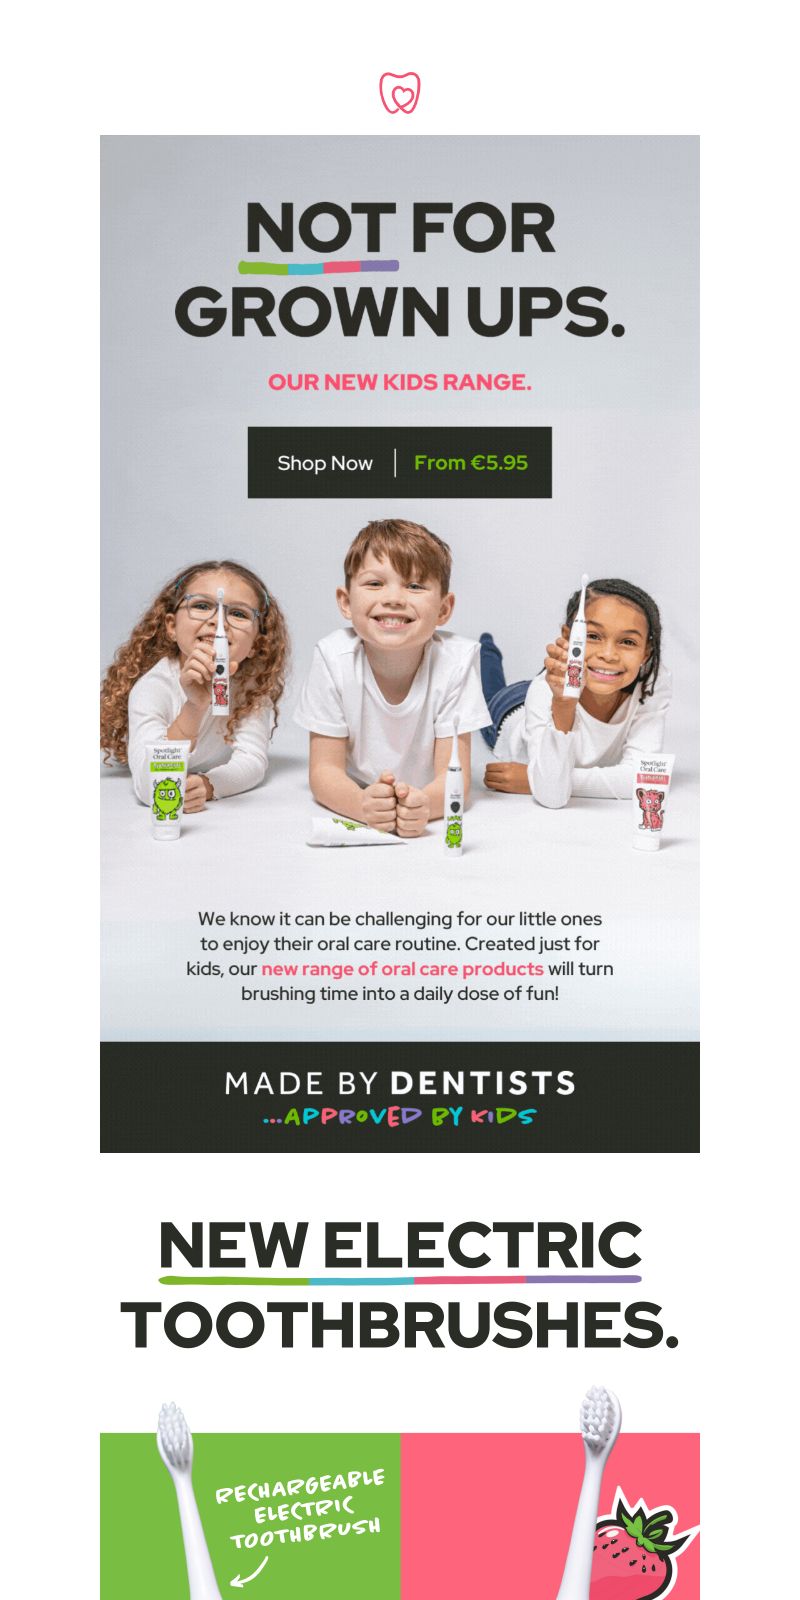 NOT FOR
GROWN UPS.
OUR NEW KIDS RANGE.
Shop Now | From €5.95
Spotlight
Oral Care
Spotlight
Oral Care
We know it can be challenging for our little ones
to enjoy their oral care routine. Created just for
kids, our new range of oral care products will turn
brushing time into a daily dose of fun!
MADE BY DENTISTS
...APPROVED BY KIDS
NEW ELECTRIC
TOOTHBRUSHES.
RECHARGEABLE
ELECTRIC
TOOTHBRUSH